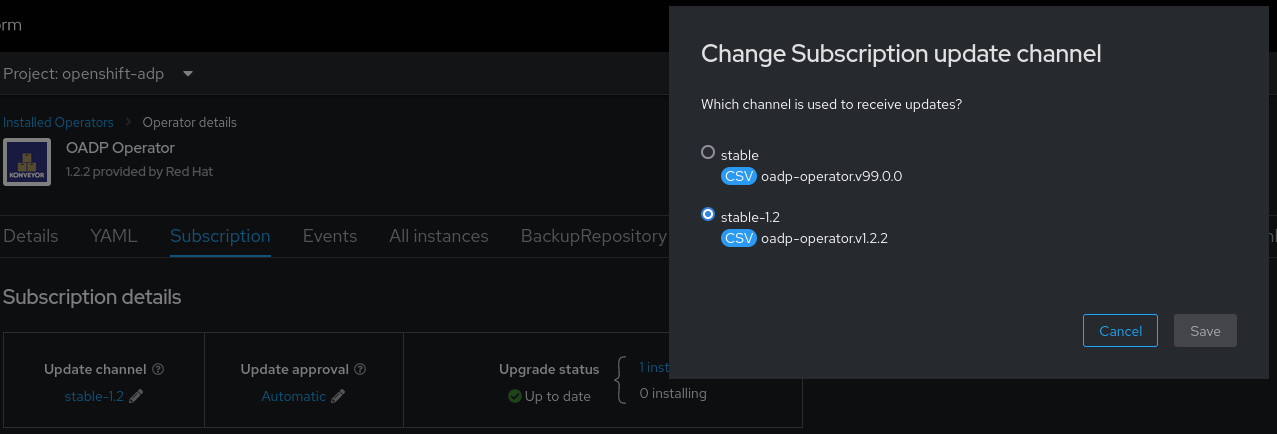 rm
Project: openshift-adp
Installed Operators Operator details
KONVEYOR
OADP Operator
1.2.2 provided by Red Hat
Details YAML Subscription Events All instances BackupRepository
Subscription details
Update channel
stable-1.2
Update approval
Automatic
Upgrade status
Up to date
1 inst
0 installing
Change Subscription update channel
Which channel is used to receive updates?
stable
CSV oadp-operator.v99.0.0
stable-1.2
CSV oadp-operator.v1.2.2
Cancel Save